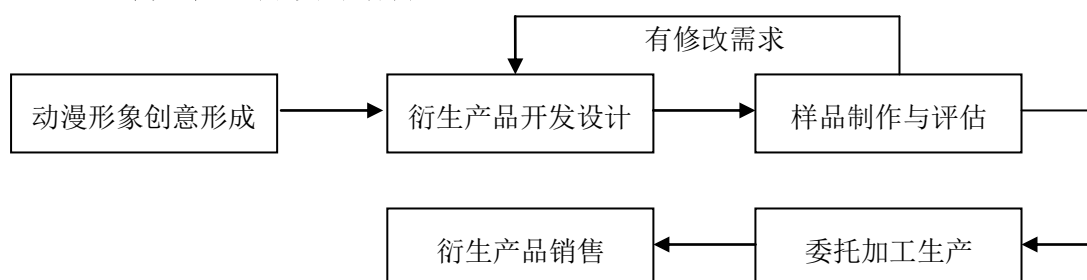 有修改需求
动漫形象创意形成
衍生产品开发设计
样品制作与评估
衍生产品销售
委托加工生产